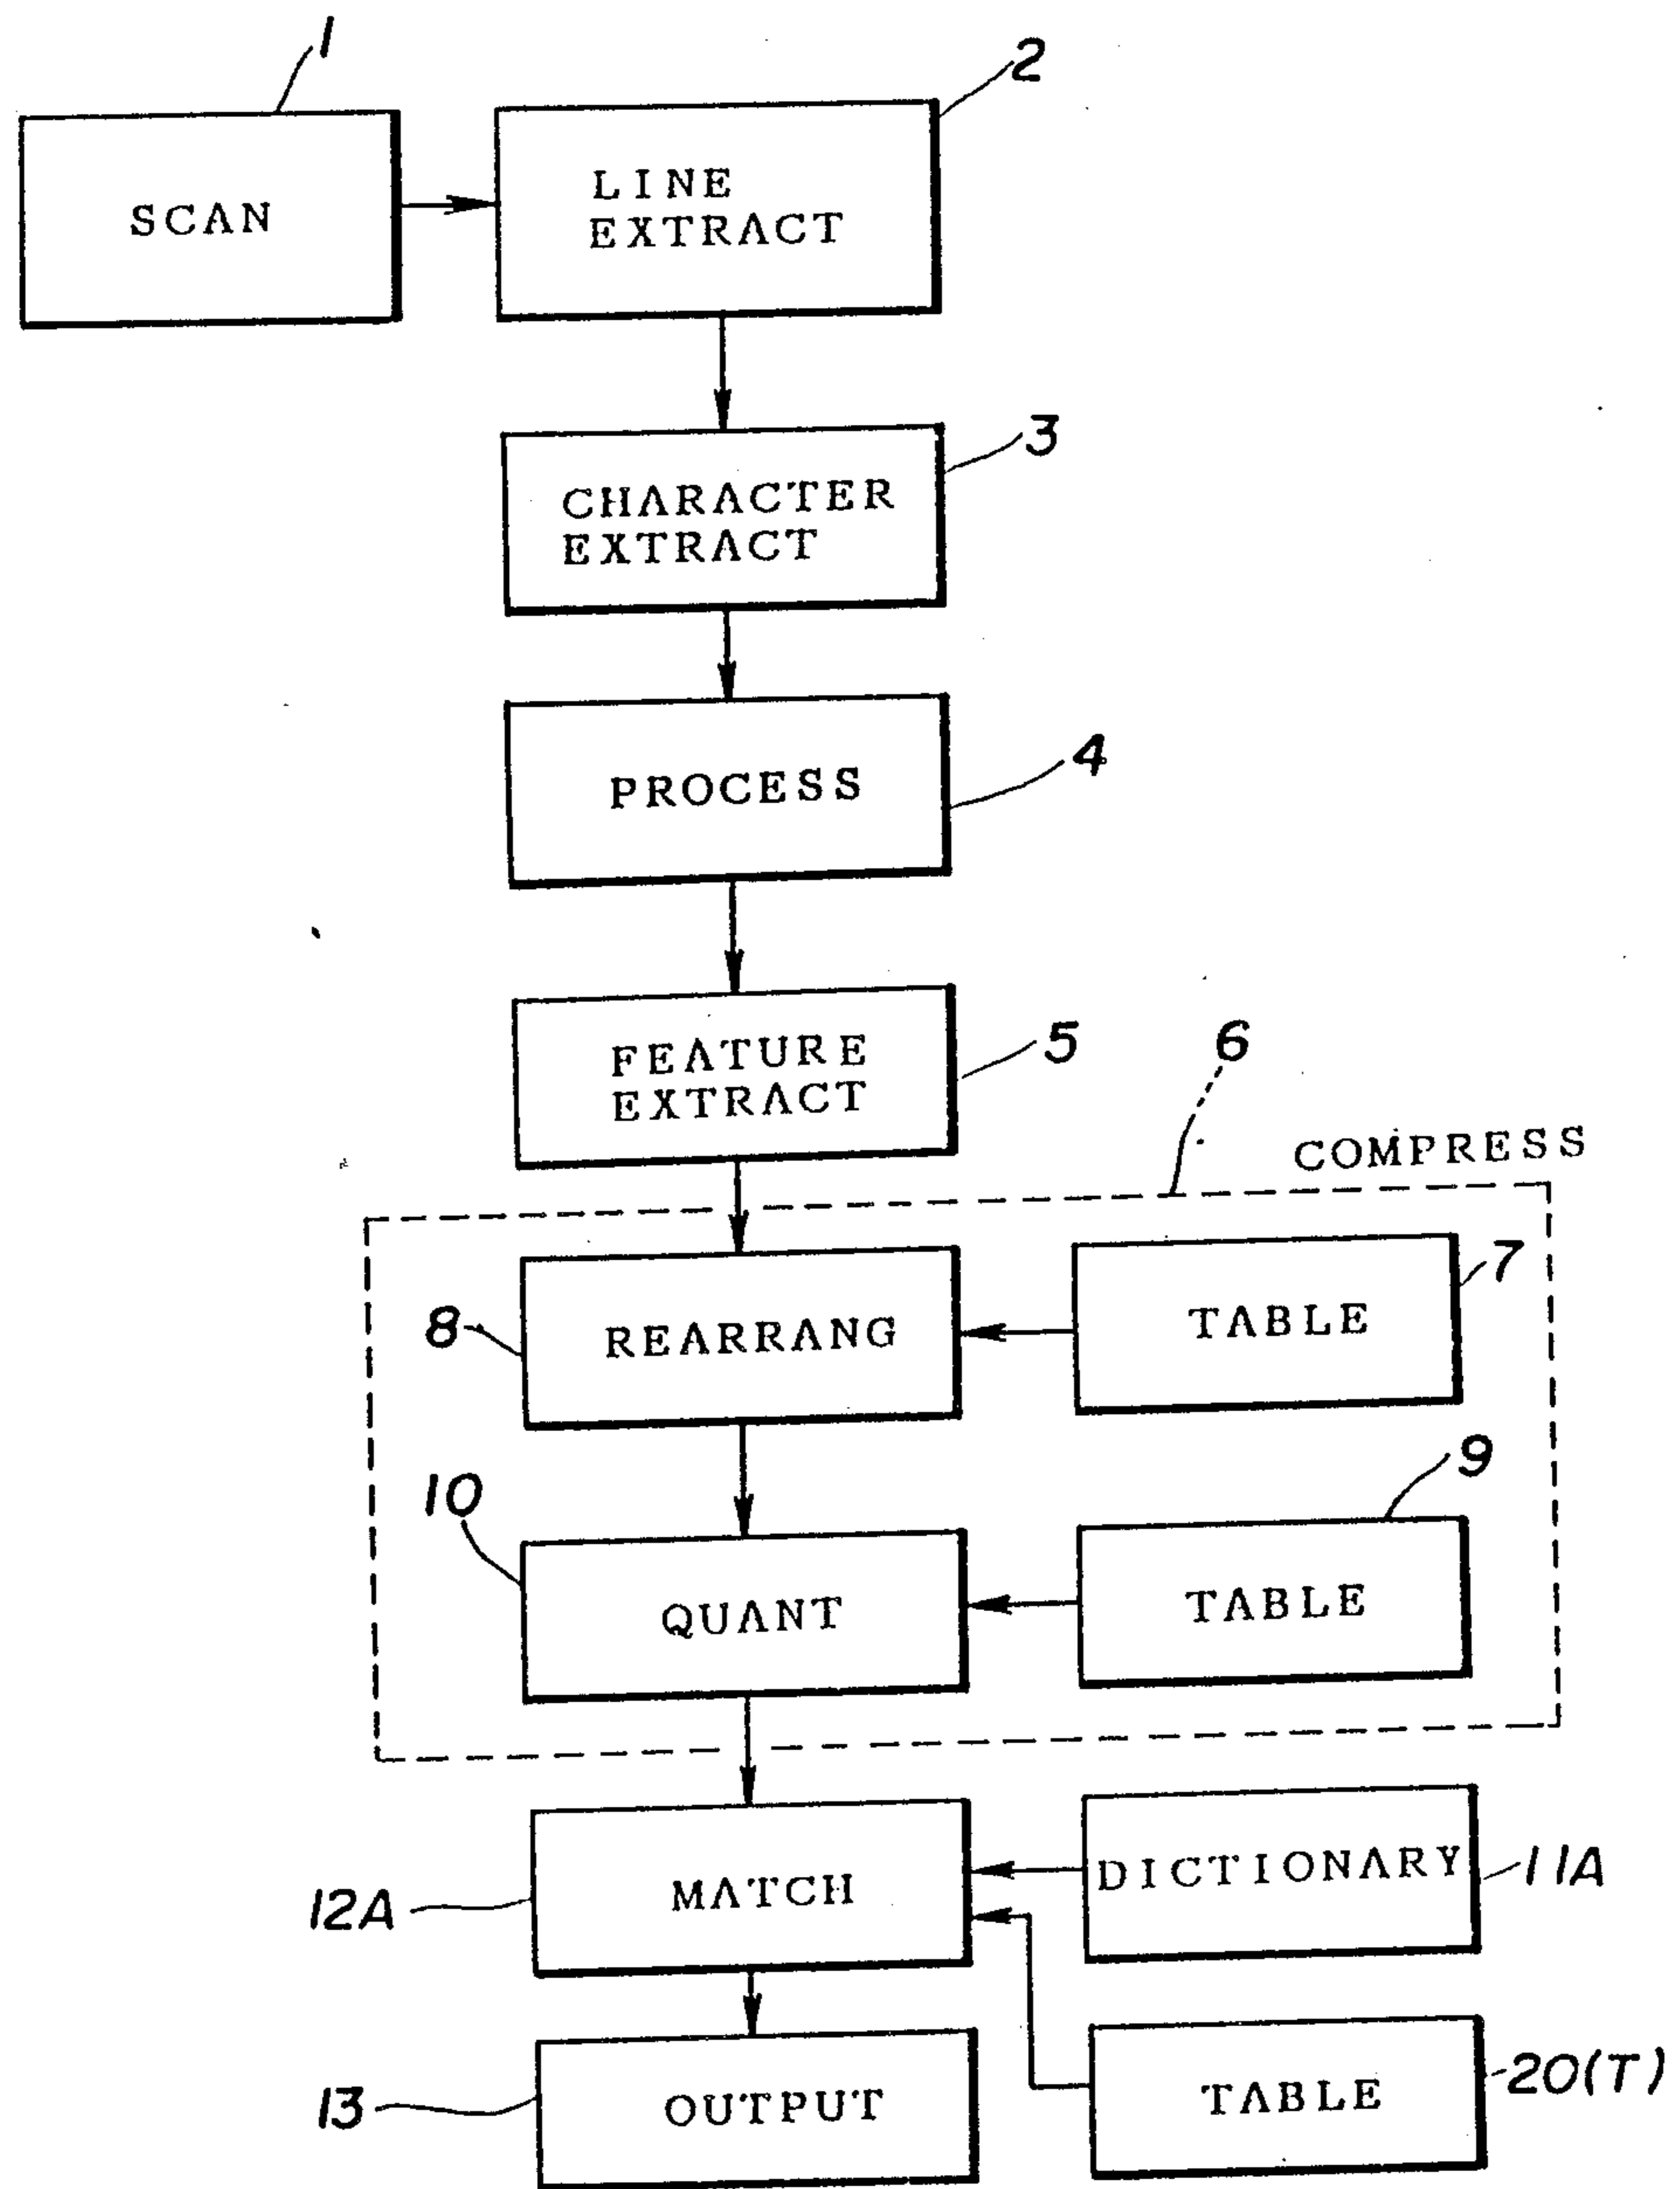 1
2
SCAN
LINE
EXTRACT
3
CHARACTER
EXTRACT
4
PROCESS
5
FEATURE
EXTRACT
6
COMPRESS
7
8
REARRANG
TABLE
9
10
QUANT
TABLE
12A
MATCH
DICTIONARY
11A
13
OUTPUT
TABLE
20(T)